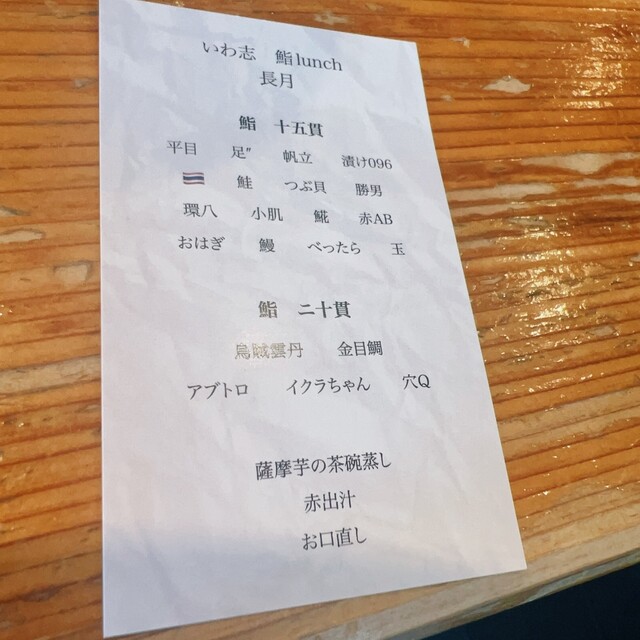 いわ志 鮨lunch
長月
鮨 十五貫
平目 足” 帆立 漬け096
🇹🇭 鮭 つぶ貝 勝男
環八 小肌 糀 赤AB
おはぎ 鰻 べったら 玉
鮨 二十貫
烏賊雲丹 金目鯛
アブトロ イクラちゃん 穴Q
薩摩芋の茶碗蒸し
赤出汁
お口直し